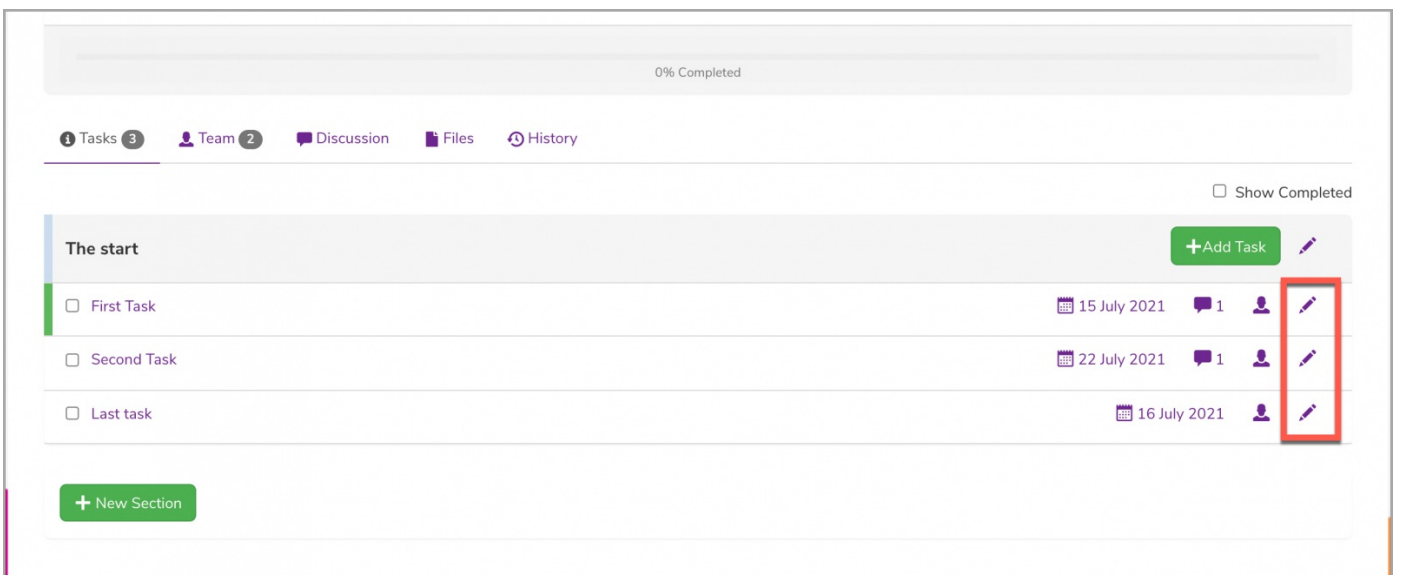 0% Completed
Tasks 3 Team 2 Discussion Files History
Show Completed
The start +Add Task
First Task 15 July 2021 1
Second Task 22 July 2021 1
Last task 16 July 2021
+ New Section